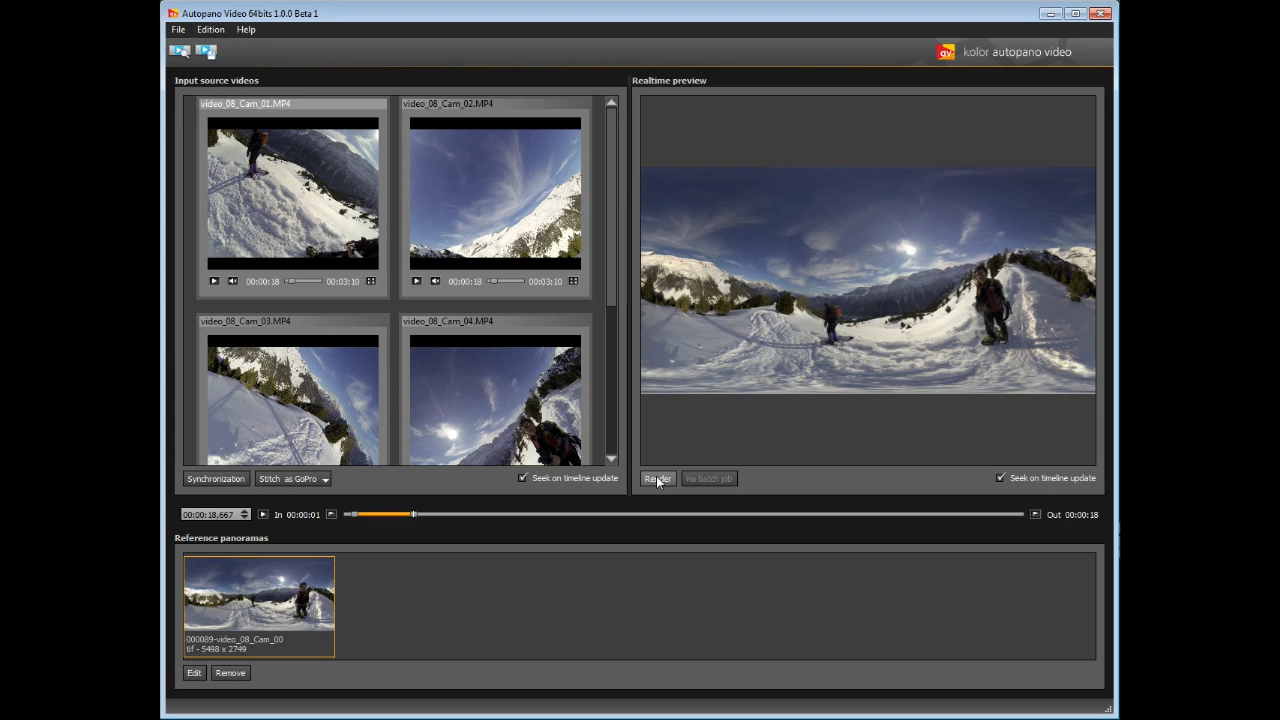 Autopano Video 64bits 1.0.0 Beta 1
File Edition Help
kolor autopano video
Input source videos
Realtime preview
video_08_Cam_01.MP4
video_08_Cam_02.MP4
00:00:18 00:03:10
00:00:18 00:03:10
video_08_Cam_03.MP4
video_08_Cam_04.MP4
Synchronization Stitch as GoPro Seek on timeline update
Render No batch job Seek on timeline update
00:00:18,667 In 00:00:01 Out 00:00:18
Reference panoramas
000089-video_08_Cam_00
tif - 5498 x 2749
Edit Remove